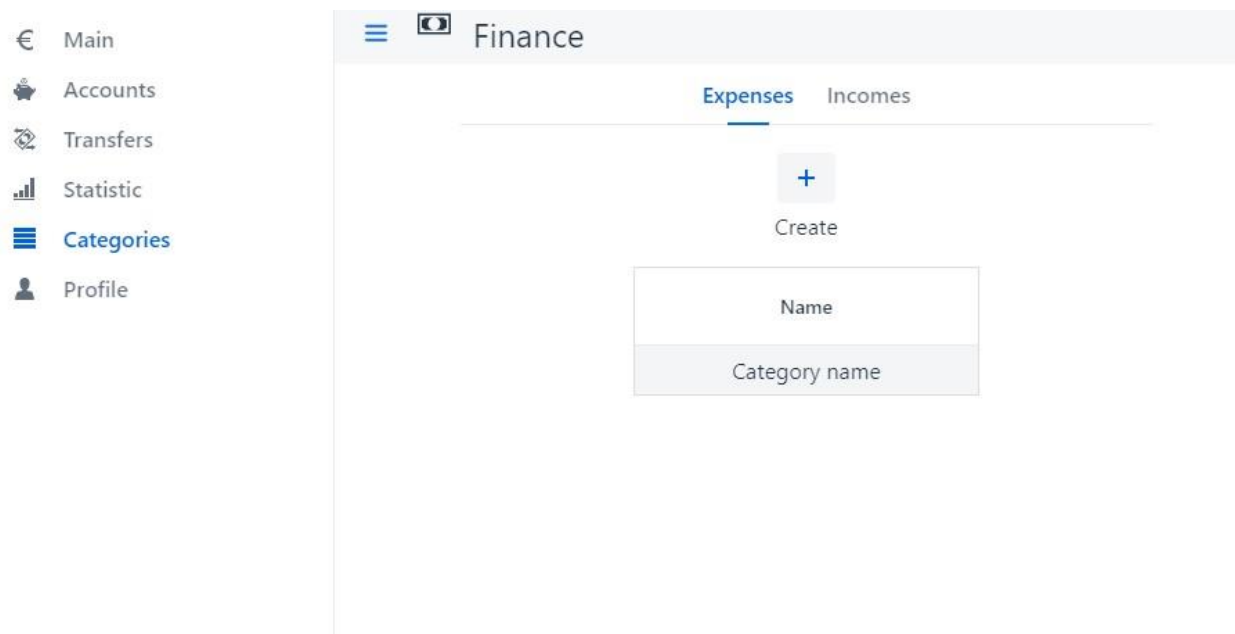 € Main
Accounts
Transfers
Statistic
Categories
Profile
Finance
Expenses Incomes
+
Create
Name
Category name